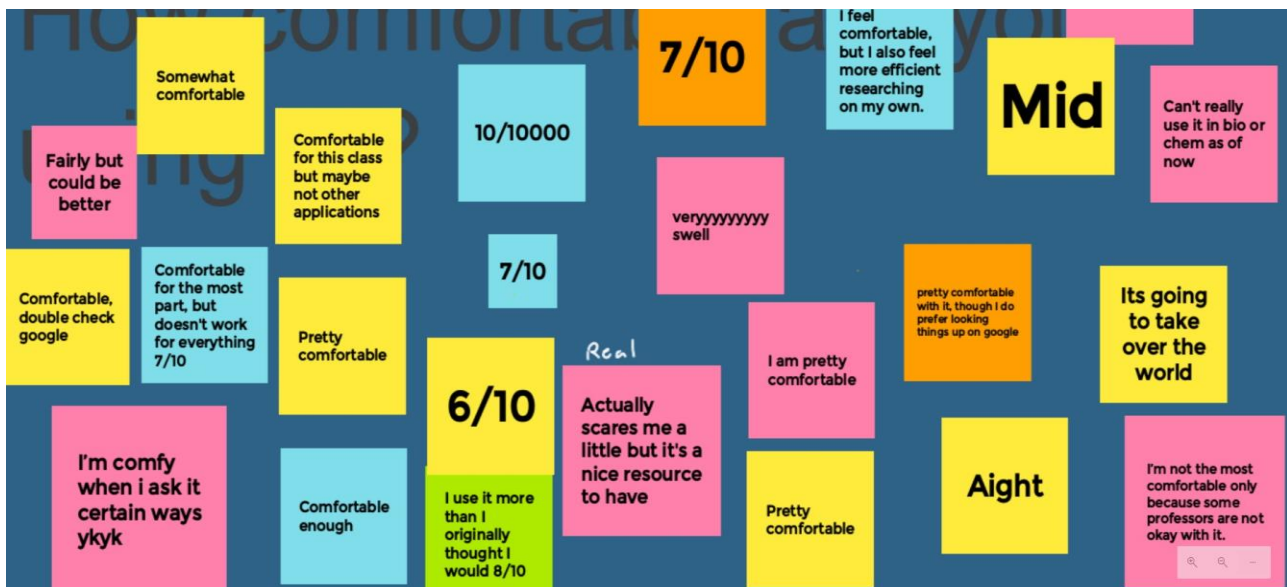 How comfortable are you
using ?
Somewhat
comfortable
Fairly but
could be
better
Comfortable
for this class
but maybe
not other
applications
10/10000
7/10
I feel
comfortable,
but I also feel
more efficient
researching
on my own.
Mid
Can't really
use it in bio or
chem as of
now
veryyyyyyyyyy
swell
7/10
Comfortable,
double check
google
Comfortable
for the most
part, but
doesn't work
for everything
7/10
Pretty
comfortable
pretty comfortable
with it, though I do
prefer looking
things up on google
Its going
to take
over the
world
I am pretty
comfortable
6/10
Real
Actually
scares me a
little but it's a
nice resource
to have
I'm comfy
when i ask it
certain ways
ykyk
Comfortable
enough
I use it more
than I
originally
thought I
would 8/10
Pretty
comfortable
Aight
I'm not the most
comfortable only
because some
professors are not
okay with it.